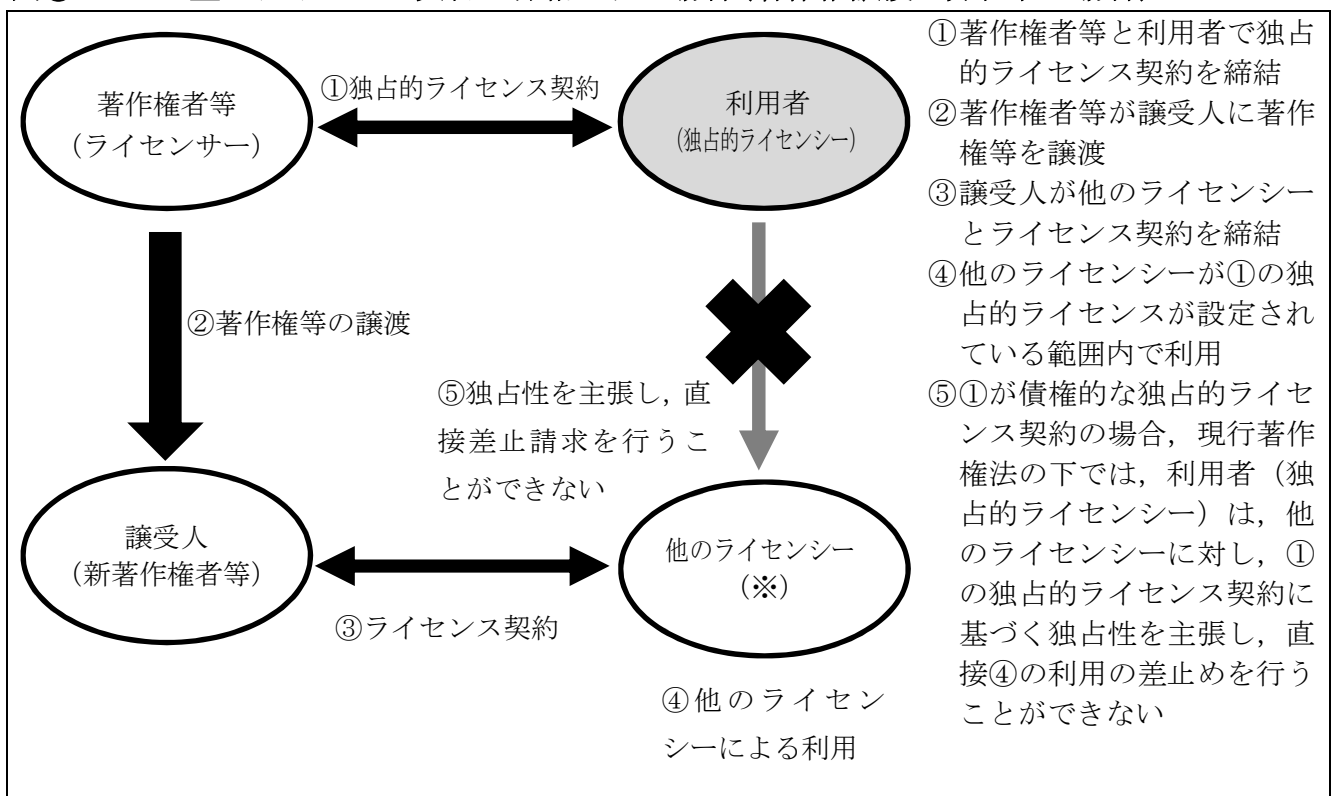 著作権者等
(ライセンサー)
①独占的ライセンス契約
利用者
(独占的ライセンシー)
②著作権等の譲渡
⑤独占性を主張し，直
接差止請求を行うこ
とができない
譲受人
(新著作権者等)
③ライセンス契約
他のライセンシー
(※)
④他のライセン
シーによる利用
①著作権者等と利用者で独占
的ライセンス契約を締結
②著作権者等が譲受人に著作
権等を譲渡
③譲受人が他のライセンシー
とライセンス契約を締結
④他のライセンシーが①の独
占的ライセンスが設定され
ている範囲内で利用
⑤①が債権的な独占的ライセ
ンス契約の場合，現行著作
権法の下では，利用者（独
占的ライセンシー）は，他
のライセンシーに対し，①
の独占的ライセンス契約に
基づく独占性を主張し，直
接④の利用の差止めを行う
ことができない